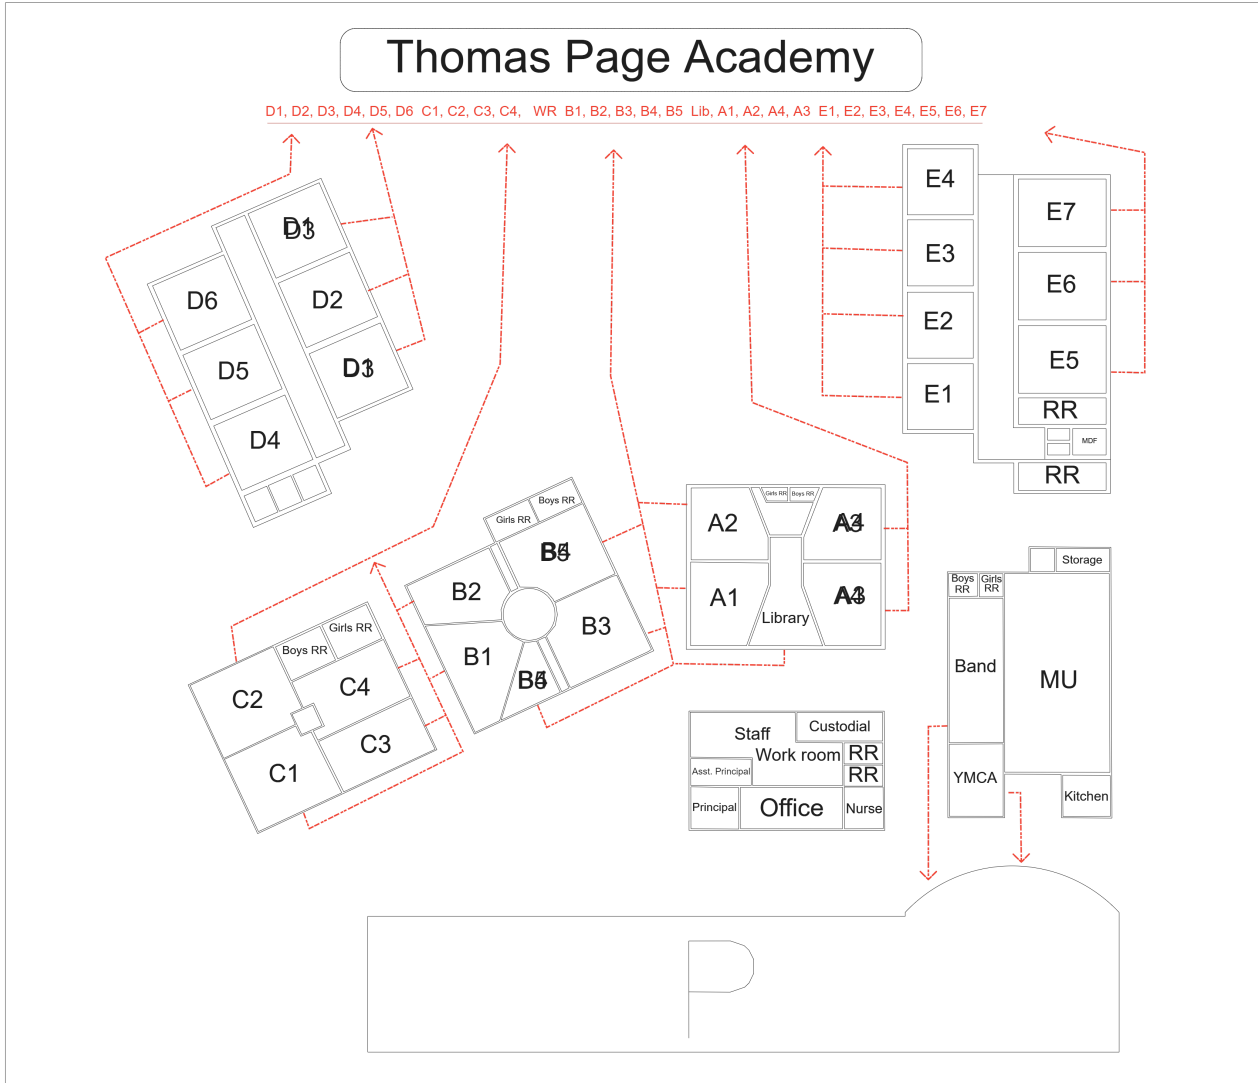 Thomas Page Academy
D1, D2, D3, D4, D5, D6 C1, C2, C3, C4, WR B1, B2, B3, B4, B5 Lib, A1, A2, A4, A3 E1, E2, E3, E4, E5, E6, E7
D6
D5
D4
D2
E4
E3
E2
E1
E7
E6
E5
RR
MDF
RR
Girls RR
Boys RR
B2
B1
B3
Girls RR
Boys RR
A2
A1
Library
Boys RR
Girls RR
C2
C4
C1
C3
Staff
Work room
Custodial
RR
RR
Asst. Principal
Principal
Office
Nurse
Storage
Boys
RR
Girls
RR
Band
MU
YMCA
Kitchen